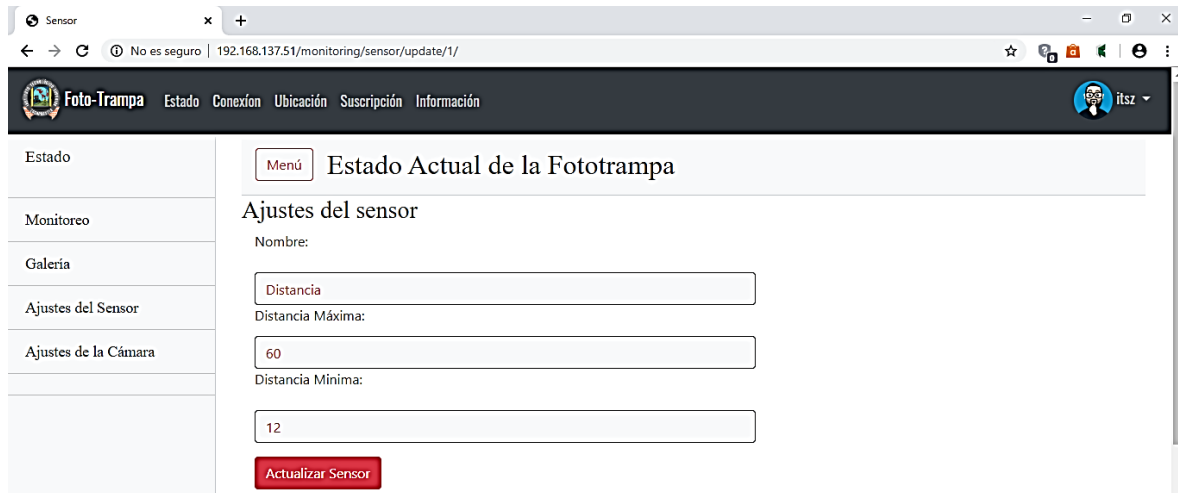 Sensor
No es seguro | 192.168.137.51/monitoring/sensor/update/1/
Foto-Trampa Estado Conexíon Ubicación Suscripción Información itsz
Estado
Monitoreo
Galería
Ajustes del Sensor
Ajustes de la Cámara
Menú Estado Actual de la Fototrampa
Ajustes del sensor
Nombre:
Distancia
Distancia Máxima:
60
Distancia Minima:
12
Actualizar Sensor